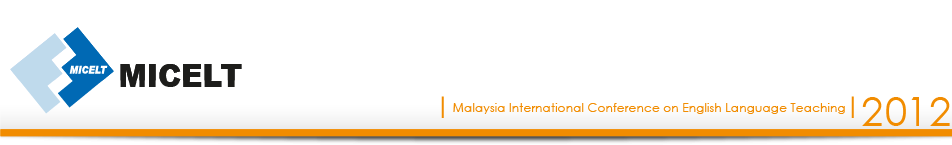 MICELT MICELT
| Malaysia International Conference on English Language Teaching | 2012